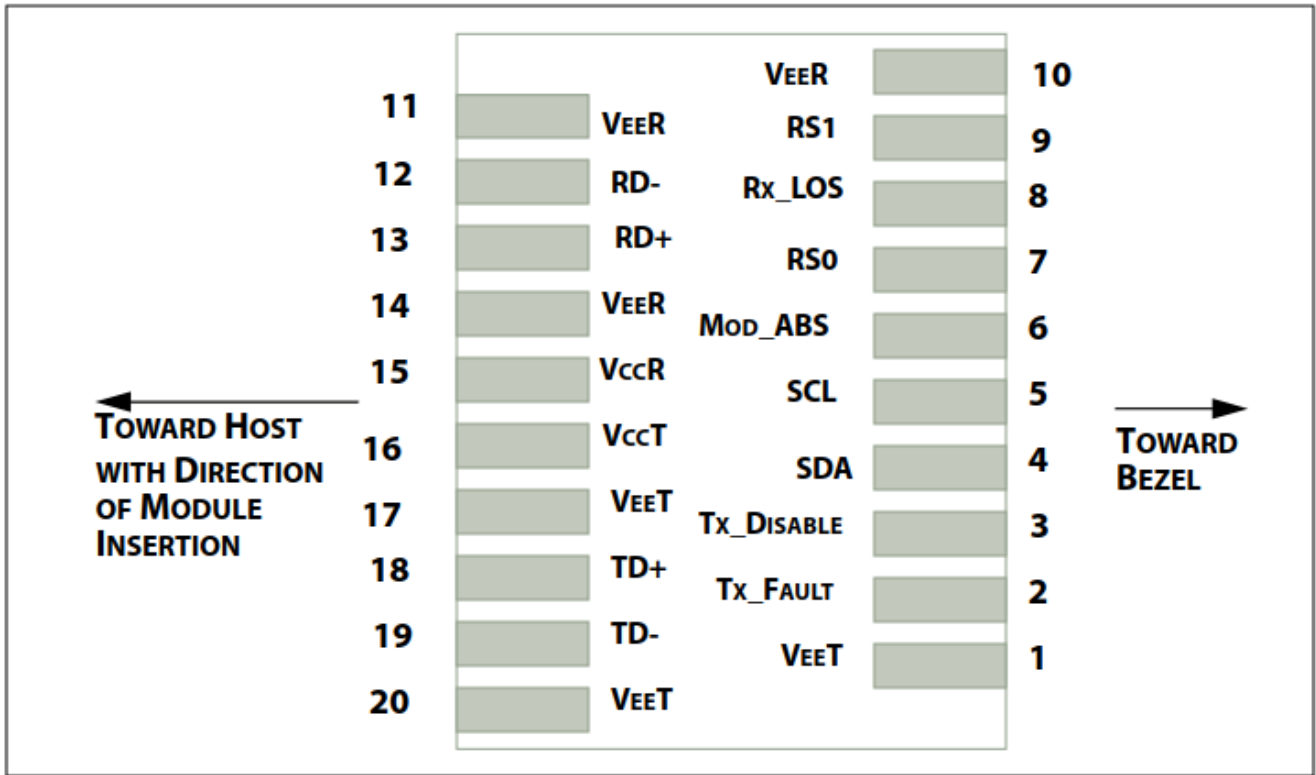 VEER 10
11 VEER
RS1 9
12 RD-
RX_LOS 8
13 RD+
RS0 7
14 VEER
MOD_ABS 6
15 VCCR
SCL 5
16 VCCT
SDA 4
17 VEET
TX_DISABLE 3
18 TD+
TX_FAULT 2
19 TD-
VEET 1
20 VEET
TOWARD HOST
WITH DIRECTION
OF MODULE
INSERTION
TOWARD
BEZEL